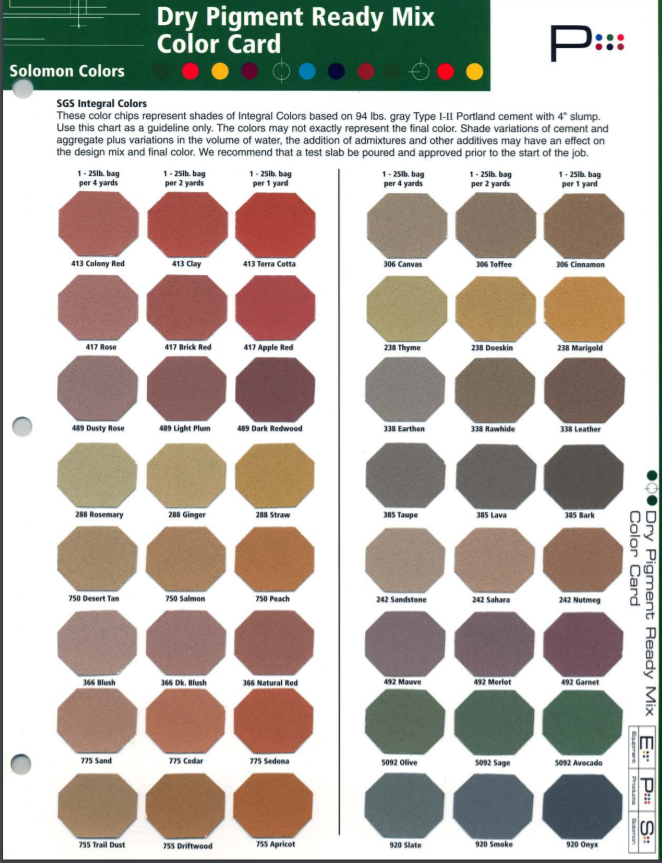 Dry Pigment Ready Mix
Color Card
Solomon Colors
P
SGS Integral Colors
These color chips represent shades of Integral Colors based on 94 lbs. gray Type I-II Portland cement with 4" slump.
Use this chart as a guideline only. The colors may not exactly represent the final color. Shade variations of cement and
aggregate plus variations in the volume of water, the addition of admixtures and other additives may have an effect on
the design mix and final color. We recommend that a test slab be poured and approved prior to the start of the job.
1 - 25lb. bag 1 - 25lb. bag 1 - 25lb. bag
per 4 yards per 2 yards per 1 yard
413 Colony Red 413 Clay 413 Terra Cotta
417 Rose 417 Brick Red 417 Apple Red
489 Dusty Rose 489 Light Plum 489 Dark Redwood
288 Rosemary 288 Ginger 288 Straw
750 Desert Tan 750 Salmon 750 Peach
366 Blush 366 Dk. Blush 366 Natural Red
775 Sand 775 Cedar 775 Sedona
755 Trail Dust 755 Driftwood 755 Apricot
1 - 25lb. bag 1 - 25lb. bag 1 - 25lb. bag
per 4 yards per 2 yards per 1 yard
306 Canvas 306 Toffee 306 Cinnamon
238 Thyme 238 Doeskin 238 Marigold
338 Earthen 338 Rawhide 338 Leather
385 Taupe 385 Lava 385 Bark
242 Sandstone 242 Sahara 242 Nutmeg
492 Mauve 492 Merlot 492 Garnet
5092 Olive 5092 Sage 5092 Avocado
920 Slate 920 Smoke 920 Onyx
Dry Pigment Ready Mix
Color Card
E
Equipment
P
Products
S
Solomon